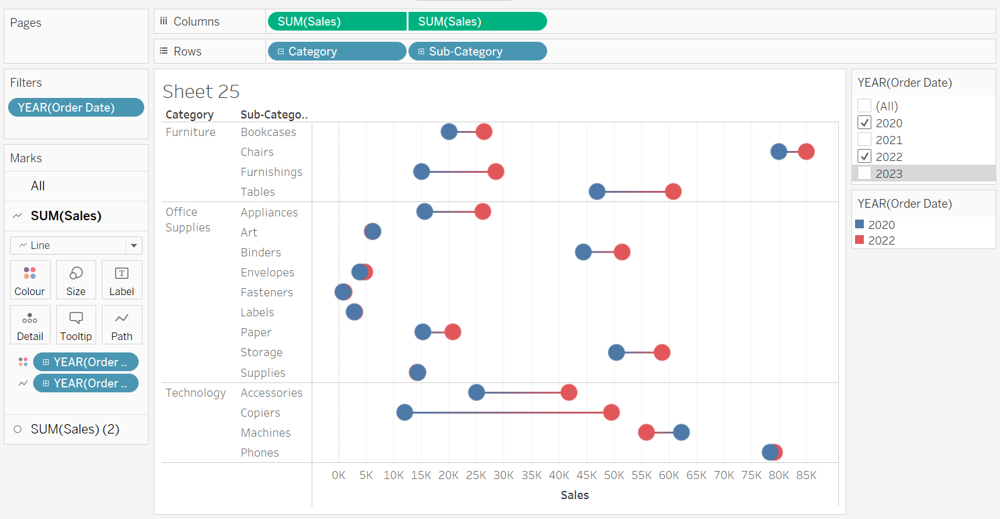 Pages
Columns
SUM(Sales)
SUM(Sales)
Rows
Category
Sub-Category
Filters
YEAR(Order Date)
Marks
All
SUM(Sales)
Line
Colour
Size
Label
Detail
Tooltip
Path
YEAR(Order ..
YEAR(Order ..
SUM(Sales) (2)
Sheet 25
Category
Sub-Catego..
Furniture
Bookcases
Chairs
Furnishings
Tables
Office
Supplies
Appliances
Art
Binders
Envelopes
Fasteners
Labels
Paper
Storage
Supplies
Technology
Accessories
Copiers
Machines
Phones
0K 5K 10K 15K 20K 25K 30K 35K 40K 45K 50K 55K 60K 65K 70K 75K 80K 85K
Sales
YEAR(Order Date)
(All)
2020
2021
2022
2023
YEAR(Order Date)
2020
2022